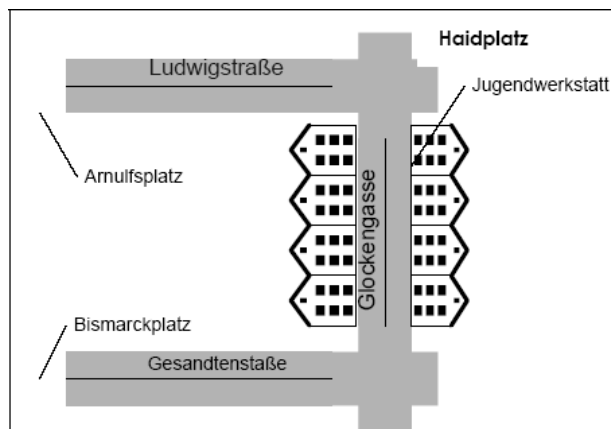 Haidplatz
Ludwigstraße
Jugendwerkstatt
Arnulfsplatz
Glockengasse
Bismarckplatz
Gesandtenstaße